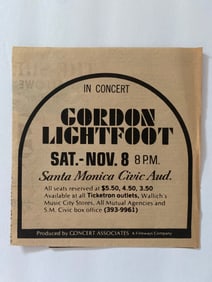 IN CONCERT
GORDON
LIGHTFOOT
SAT.-NOV. 8 8 P.M.
Santa Monica Civic Aud.
All seats reserved at $5.50, 4.50, 3.50
Available at all Ticketron outlets, Wallich's
Music City Stores, All Mutual Agencies and
S.M. Civic box office (393-9961)
Produced by CONCERT ASSOCIATES A Filmways Company